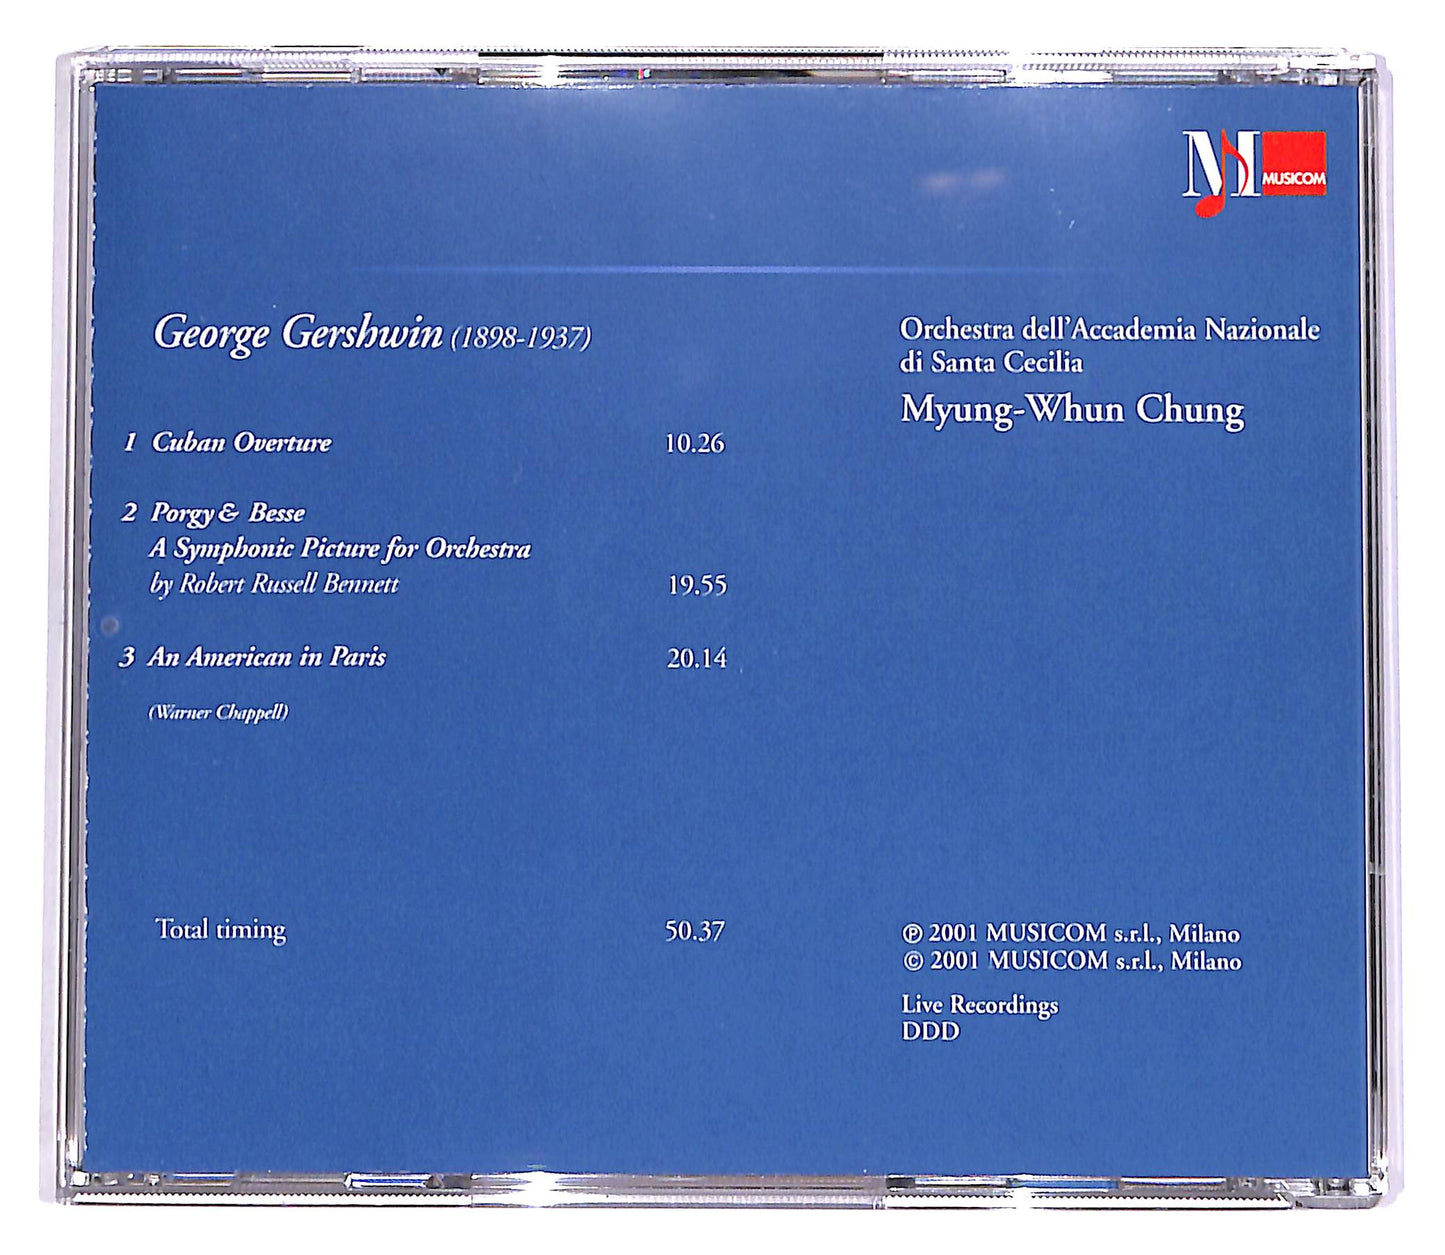 M MUSICOM
George Gershwin (1898-1937)
1 Cuban Overture 10.26
2 Porgy & Besse
A Symphonic Picture for Orchestra
by Robert Russell Bennett 19.55
3 An American in Paris 20.14
(Warner Chappell)
Total timing 50.37
Orchestra dell'Accademia Nazionale
di Santa Cecilia
Myung-Whun Chung
℗ 2001 MUSICOM s.r.l., Milano
© 2001 MUSICOM s.r.l., Milano
Live Recordings
DDD